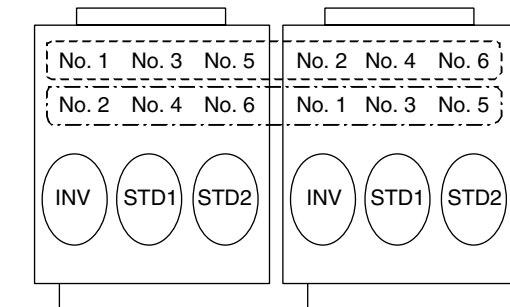 No. 1 No. 3 No. 5 No. 2 No. 4 No. 6
No. 2 No. 4 No. 6 No. 1 No. 3 No. 5
INV STD1 STD2 INV STD1 STD2